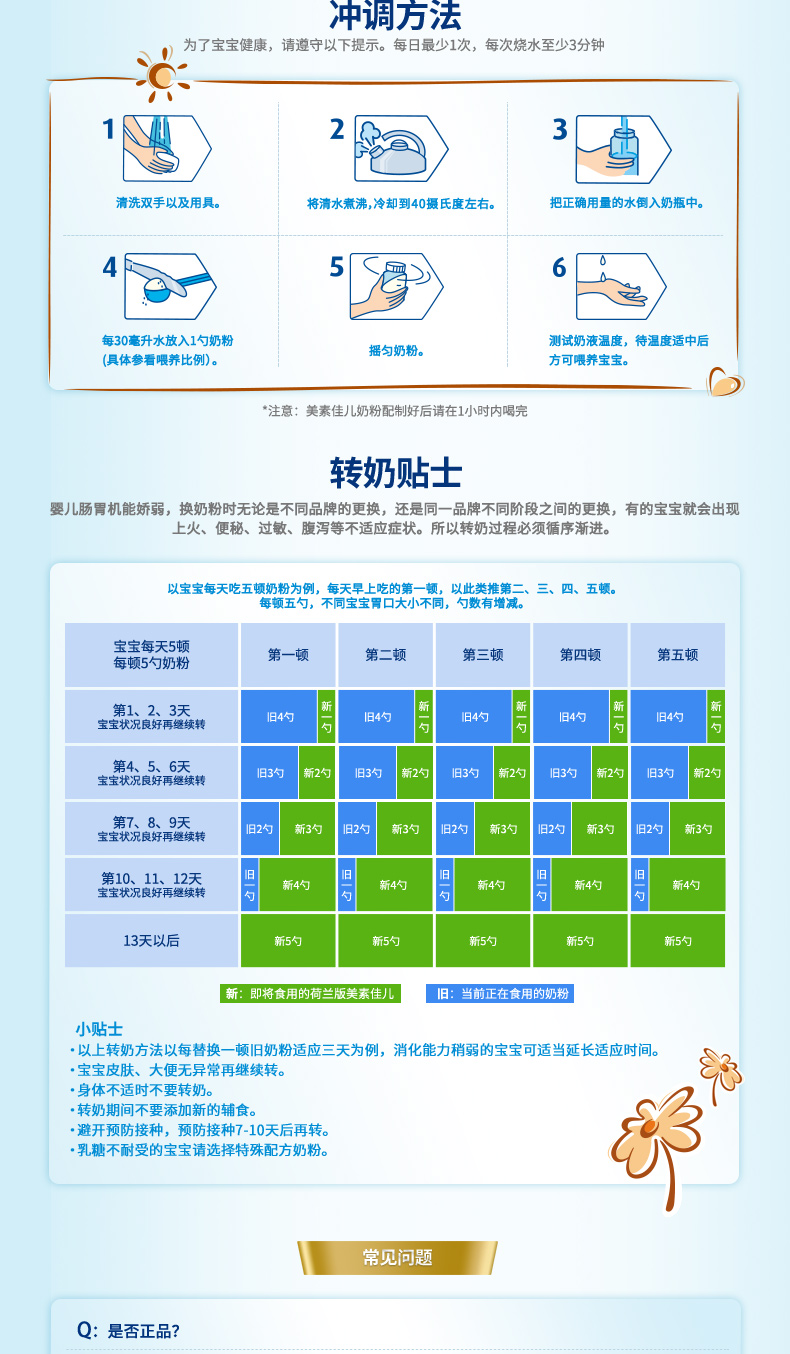 冲调方法
为了宝宝健康，请遵守以下提示。每日最少1次，每次烧水至少3分钟
1
清洗双手以及用具。
2
将清水煮沸,冷却到40摄氏度左右。
3
把正确用量的水倒入奶瓶中。
4
每30毫升水放入1勺奶粉
(具体参看喂养比例)。
5
摇匀奶粉。
6
测试奶液温度，待温度适中后
方可喂养宝宝。
*注意：美素佳儿奶粉配制好后请在1小时内喝完
转奶贴士
婴儿肠胃机能娇弱，换奶粉时无论是不同品牌的更换，还是同一品牌不同阶段之间的更换，有的宝宝就会出现
上火、便秘、过敏、腹泻等不适应症状。所以转奶过程必须循序渐进。
以宝宝每天吃五顿奶粉为例，每天早上吃的第一顿，以此类推第二、三、四、五顿。
每顿五勺，不同宝宝胃口大小不同，勺数有增减。
宝宝每天5顿
每顿5勺奶粉
第一顿 第二顿 第三顿 第四顿 第五顿
第1、2、3天
宝宝状况良好再继续转
旧4勺 新一勺 旧4勺 新一勺 旧4勺 新一勺 旧4勺 新一勺 旧4勺 新一勺
第4、5、6天
宝宝状况良好再继续转
旧3勺 新2勺 旧3勺 新2勺 旧3勺 新2勺 旧3勺 新2勺 旧3勺 新2勺
第7、8、9天
宝宝状况良好再继续转
旧2勺 新3勺 旧2勺 新3勺 旧2勺 新3勺 旧2勺 新3勺 旧2勺 新3勺
第10、11、12天
宝宝状况良好再继续转
旧一勺 新4勺 旧一勺 新4勺 旧一勺 新4勺 旧一勺 新4勺 旧一勺 新4勺
13天以后
新5勺 新5勺 新5勺 新5勺 新5勺
新：即将食用的荷兰版美素佳儿 旧：当前正在食用的奶粉
小贴士
•以上转奶方法以每替换一顿旧奶粉适应三天为例，消化能力稍弱的宝宝可适当延长适应时间。
•宝宝皮肤、大便无异常再继续转。
•身体不适时不要转奶。
•转奶期间不要添加新的辅食。
•避开预防接种，预防接种7-10天后再转。
•乳糖不耐受的宝宝请选择特殊配方奶粉。
常见问题
Q：是否正品？